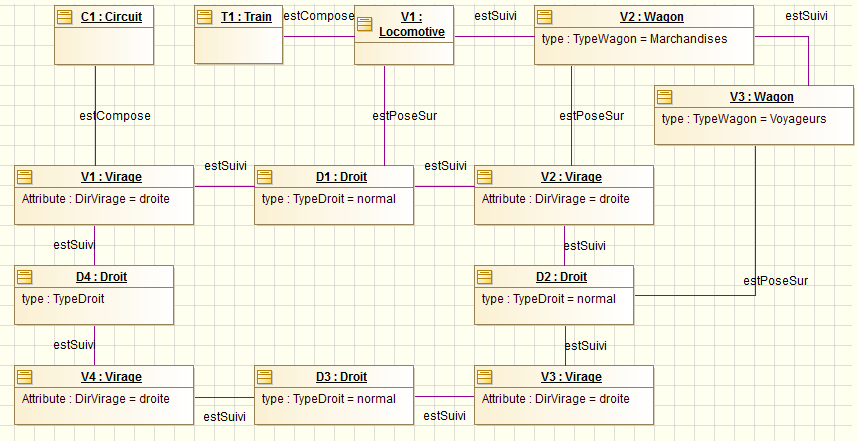 C1 : Circuit
T1 : Train
estCompose
V1 :
Locomotive
estSuivi
V2 : Wagon
type : TypeWagon = Marchandises
estSuivi
V3 : Wagon
type : TypeWagon = Voyageurs
estCompose
estPoseSur
estPoseSur
V1 : Virage
Attribute : DirVirage = droite
estSuivi
D1 : Droit
type : TypeDroit = normal
estSuivi
V2 : Virage
Attribute : DirVirage = droite
estSuivi
estSuivi
D4 : Droit
type : TypeDroit
D2 : Droit
type : TypeDroit = normal
estPoseSur
estSuivi
estSuivi
V4 : Virage
Attribute : DirVirage = droite
estSuivi
D3 : Droit
type : TypeDroit = normal
estSuivi
V3 : Virage
Attribute : DirVirage = droite